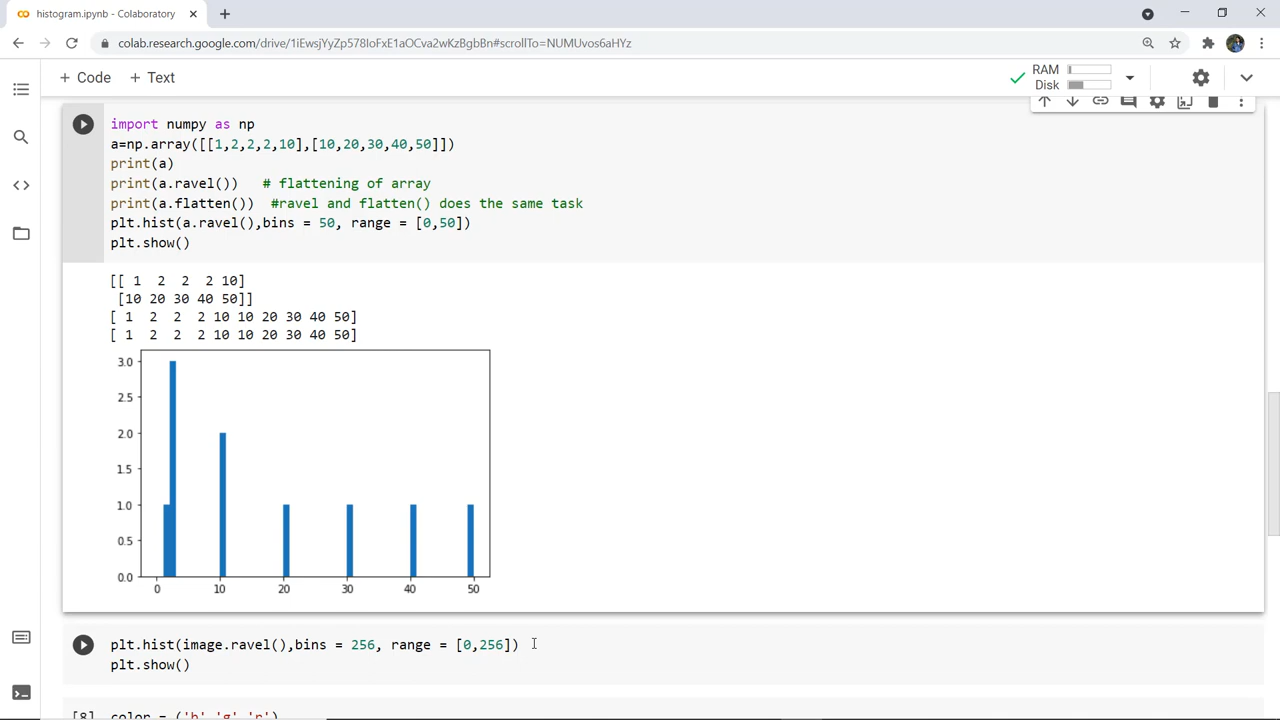 histogram.ipynb - Colaboratory
colab.research.google.com/drive/1iEwsjYyZp578IoFxE1aOCva2wKzBgbBn#scrollTo=NUMUvos6aHYz
+ Code + Text
RAM
Disk
import numpy as np
a=np.array([[1,2,2,2,10],[10,20,30,40,50]])
print(a)
print(a.ravel()) # flattening of array
print(a.flatten()) #ravel and flatten() does the same task
plt.hist(a.ravel(),bins = 50, range = [0,50])
plt.show()
[[ 1 2 2 2 10]
[10 20 30 40 50]]
[ 1 2 2 2 10 10 20 30 40 50]
[ 1 2 2 2 10 10 20 30 40 50]
3.0
2.5
2.0
1.5
1.0
0.5
0.0
0 10 20 30 40 50
plt.hist(image.ravel(),bins = 256, range = [0,256])
plt.show()
[8] color = ('b','g','r')